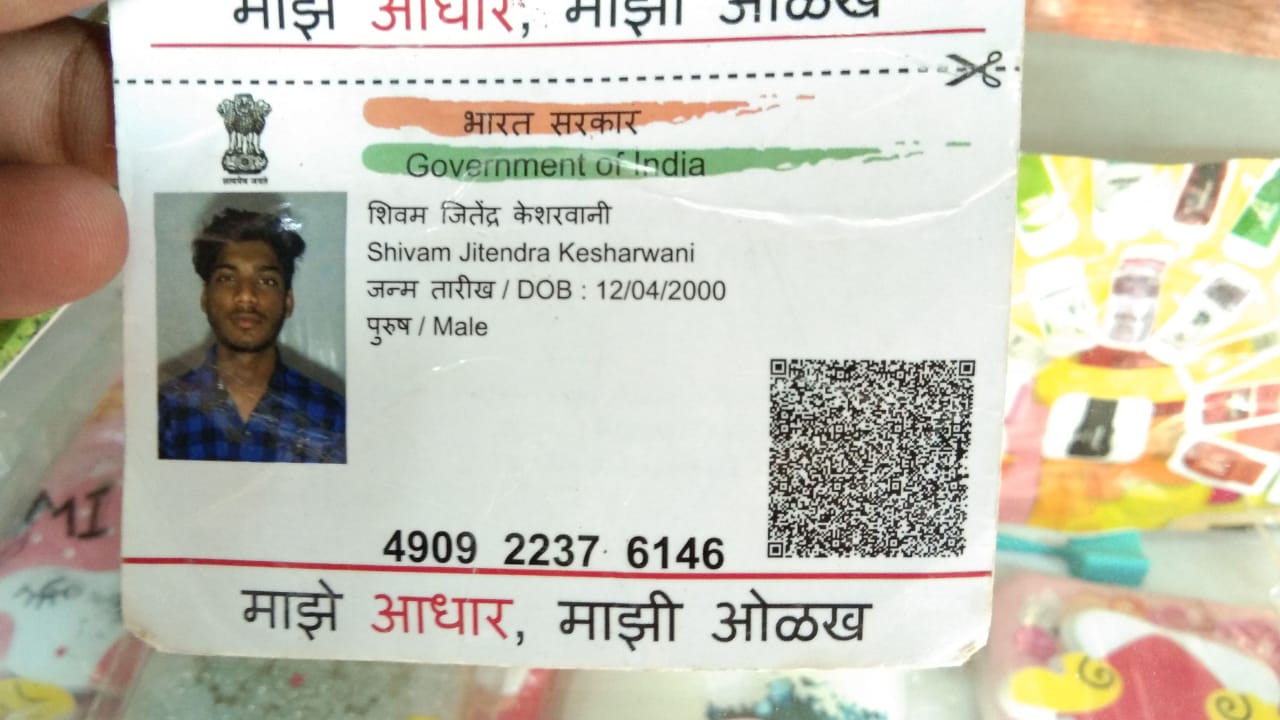 माझे आधार, माझी ओळख
भारत सरकार
Government of India
सत्यमेव जयते
शिवम जितेंद्र केशरवानी
Shivam Jitendra Kesharwani
जन्म तारीख / DOB : 12/04/2000
पुरुष / Male
4909 2237 6146
माझे आधार, माझी ओळख
MI